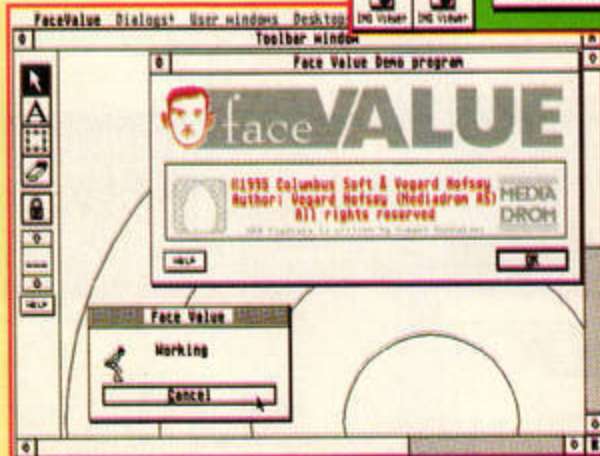 FaceValue Dialogs* User windows Desktop
IMG Viewer IMG Viewer
Toolbar window
Face Value Demo program
A
face VALUE
©1995 Columbus Soft & Vegard Hofsøy
Author: Vegard Hofsøy (Mediadrom AS)
All rights reserved
MEDIA
DROM
HELP
OK
HELP
Face Value
Working
Cancel